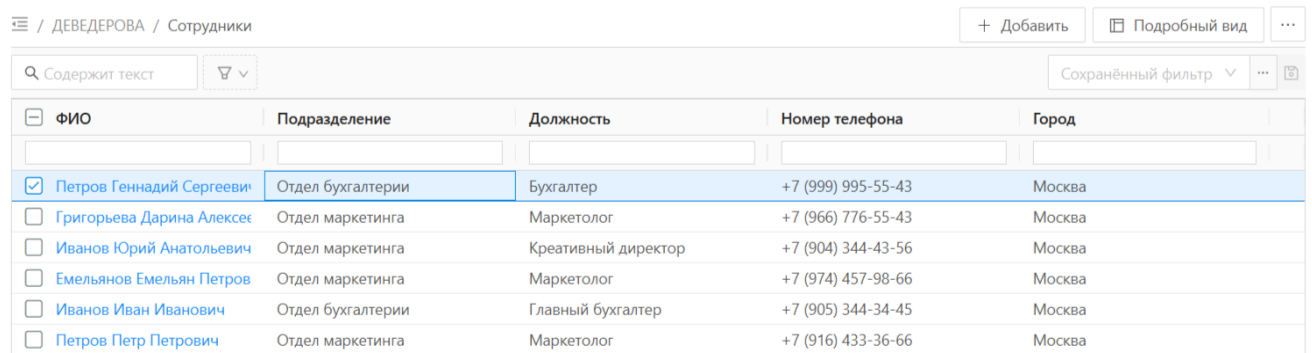 / ДЕВЕДЕРОВА / Сотрудники + Добавить Подробный вид ...
Содержит текст Сохранённый фильтр ...
ФИО Подразделение Должность Номер телефона Город
Петров Геннадий Сергеевич Отдел бухгалтерии Бухгалтер +7 (999) 995-55-43 Москва
Григорьева Дарина Алексее Отдел маркетинга Маркетолог +7 (966) 776-55-43 Москва
Иванов Юрий Анатольевич Отдел маркетинга Креативный директор +7 (904) 344-43-56 Москва
Емельянов Емельян Петров Отдел маркетинга Маркетолог +7 (974) 457-98-66 Москва
Иванов Иван Иванович Отдел бухгалтерии Главный бухгалтер +7 (905) 344-34-45 Москва
Петров Петр Петрович Отдел маркетинга Маркетолог +7 (916) 433-36-66 Москва